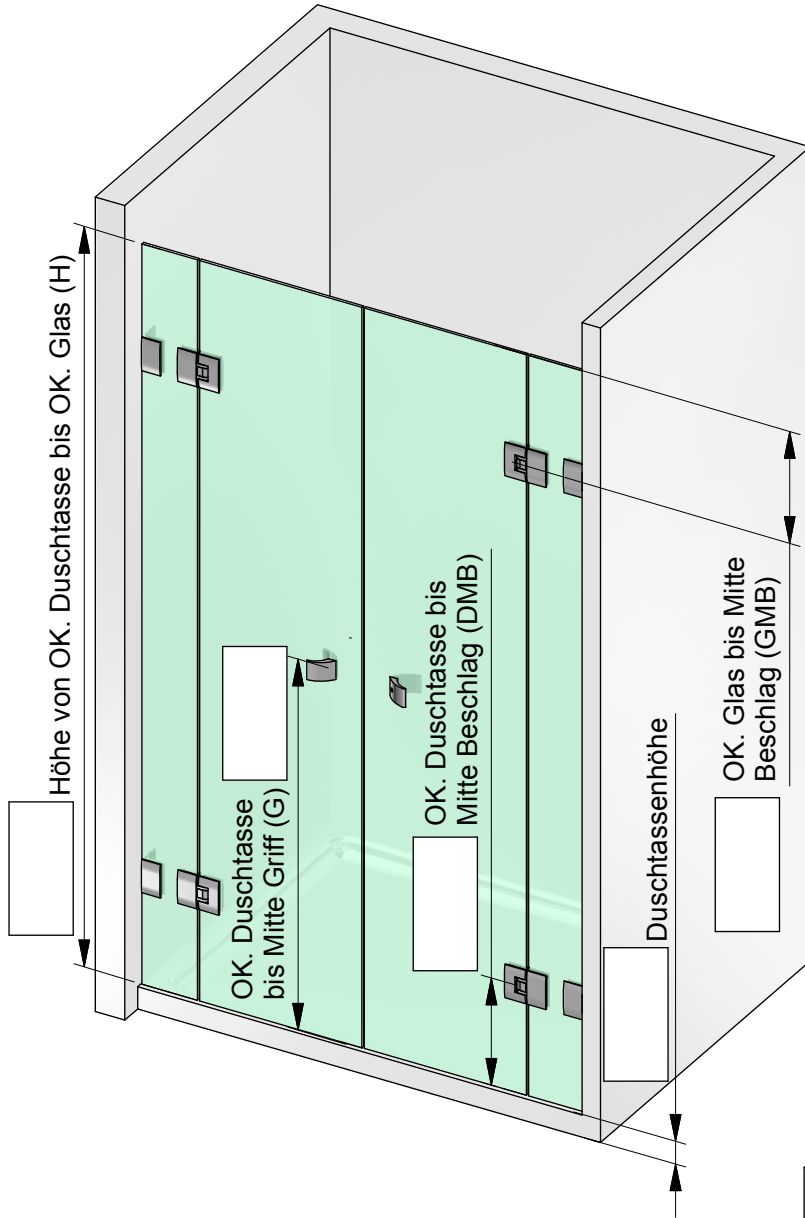 Höhe von OK. Duschtasse bis OK. Glas (H)
OK. Duschtasse
bis Mitte Griff (G)
OK. Duschtasse bis
Mitte Beschlag (DMB)
Duschtassenhöhe
OK. Glas bis Mitte
Beschlag (GMB)